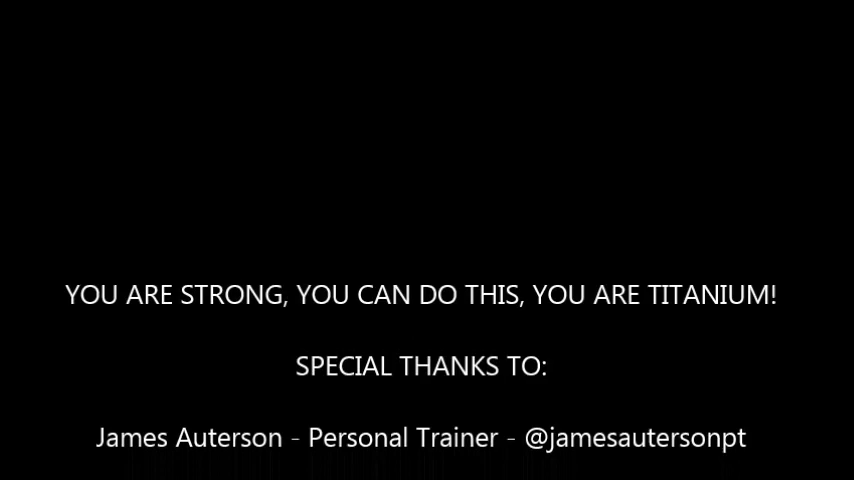 YOU ARE STRONG, YOU CAN DO THIS, YOU ARE TITANIUM!
SPECIAL THANKS TO:
James Auterson - Personal Trainer - @jamesautersonpt